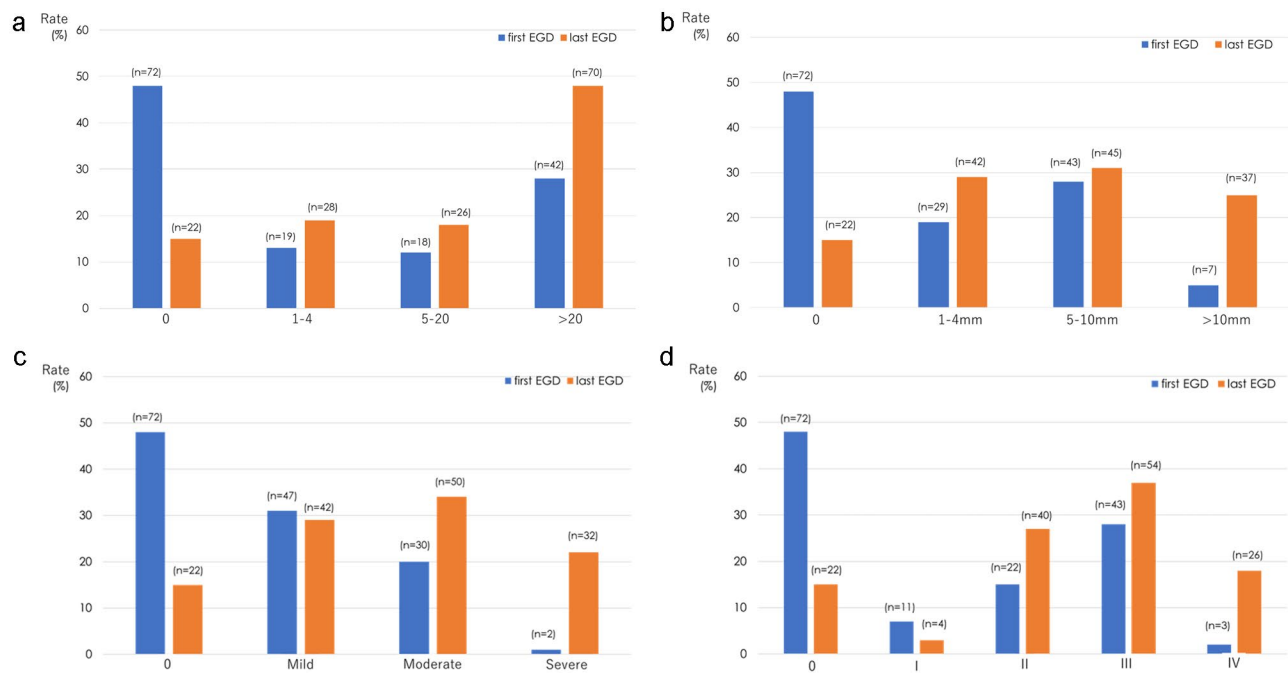 a
Rate
(%)
first EGD last EGD
60
50
40
30
20
10
0
(n=72)
(n=22)
(n=19)
(n=28)
(n=18)
(n=26)
(n=42)
(n=70)
0 1-4 5-20 >20
b
Rate
(%)
first EGD last EGD
60
50
40
30
20
10
0
(n=72)
(n=22)
(n=29)
(n=42)
(n=43)
(n=45)
(n=7)
(n=37)
0 1-4mm 5-10mm >10mm
c
Rate
(%)
first EGD last EGD
60
50
40
30
20
10
0
(n=72)
(n=22)
(n=47)
(n=42)
(n=30)
(n=50)
(n=2)
(n=32)
0 Mild Moderate Severe
d
Rate
(%)
first EGD last EGD
60
50
40
30
20
10
0
(n=72)
(n=22)
(n=11)
(n=4)
(n=22)
(n=40)
(n=43)
(n=54)
(n=3)
(n=26)
0 I II III IV